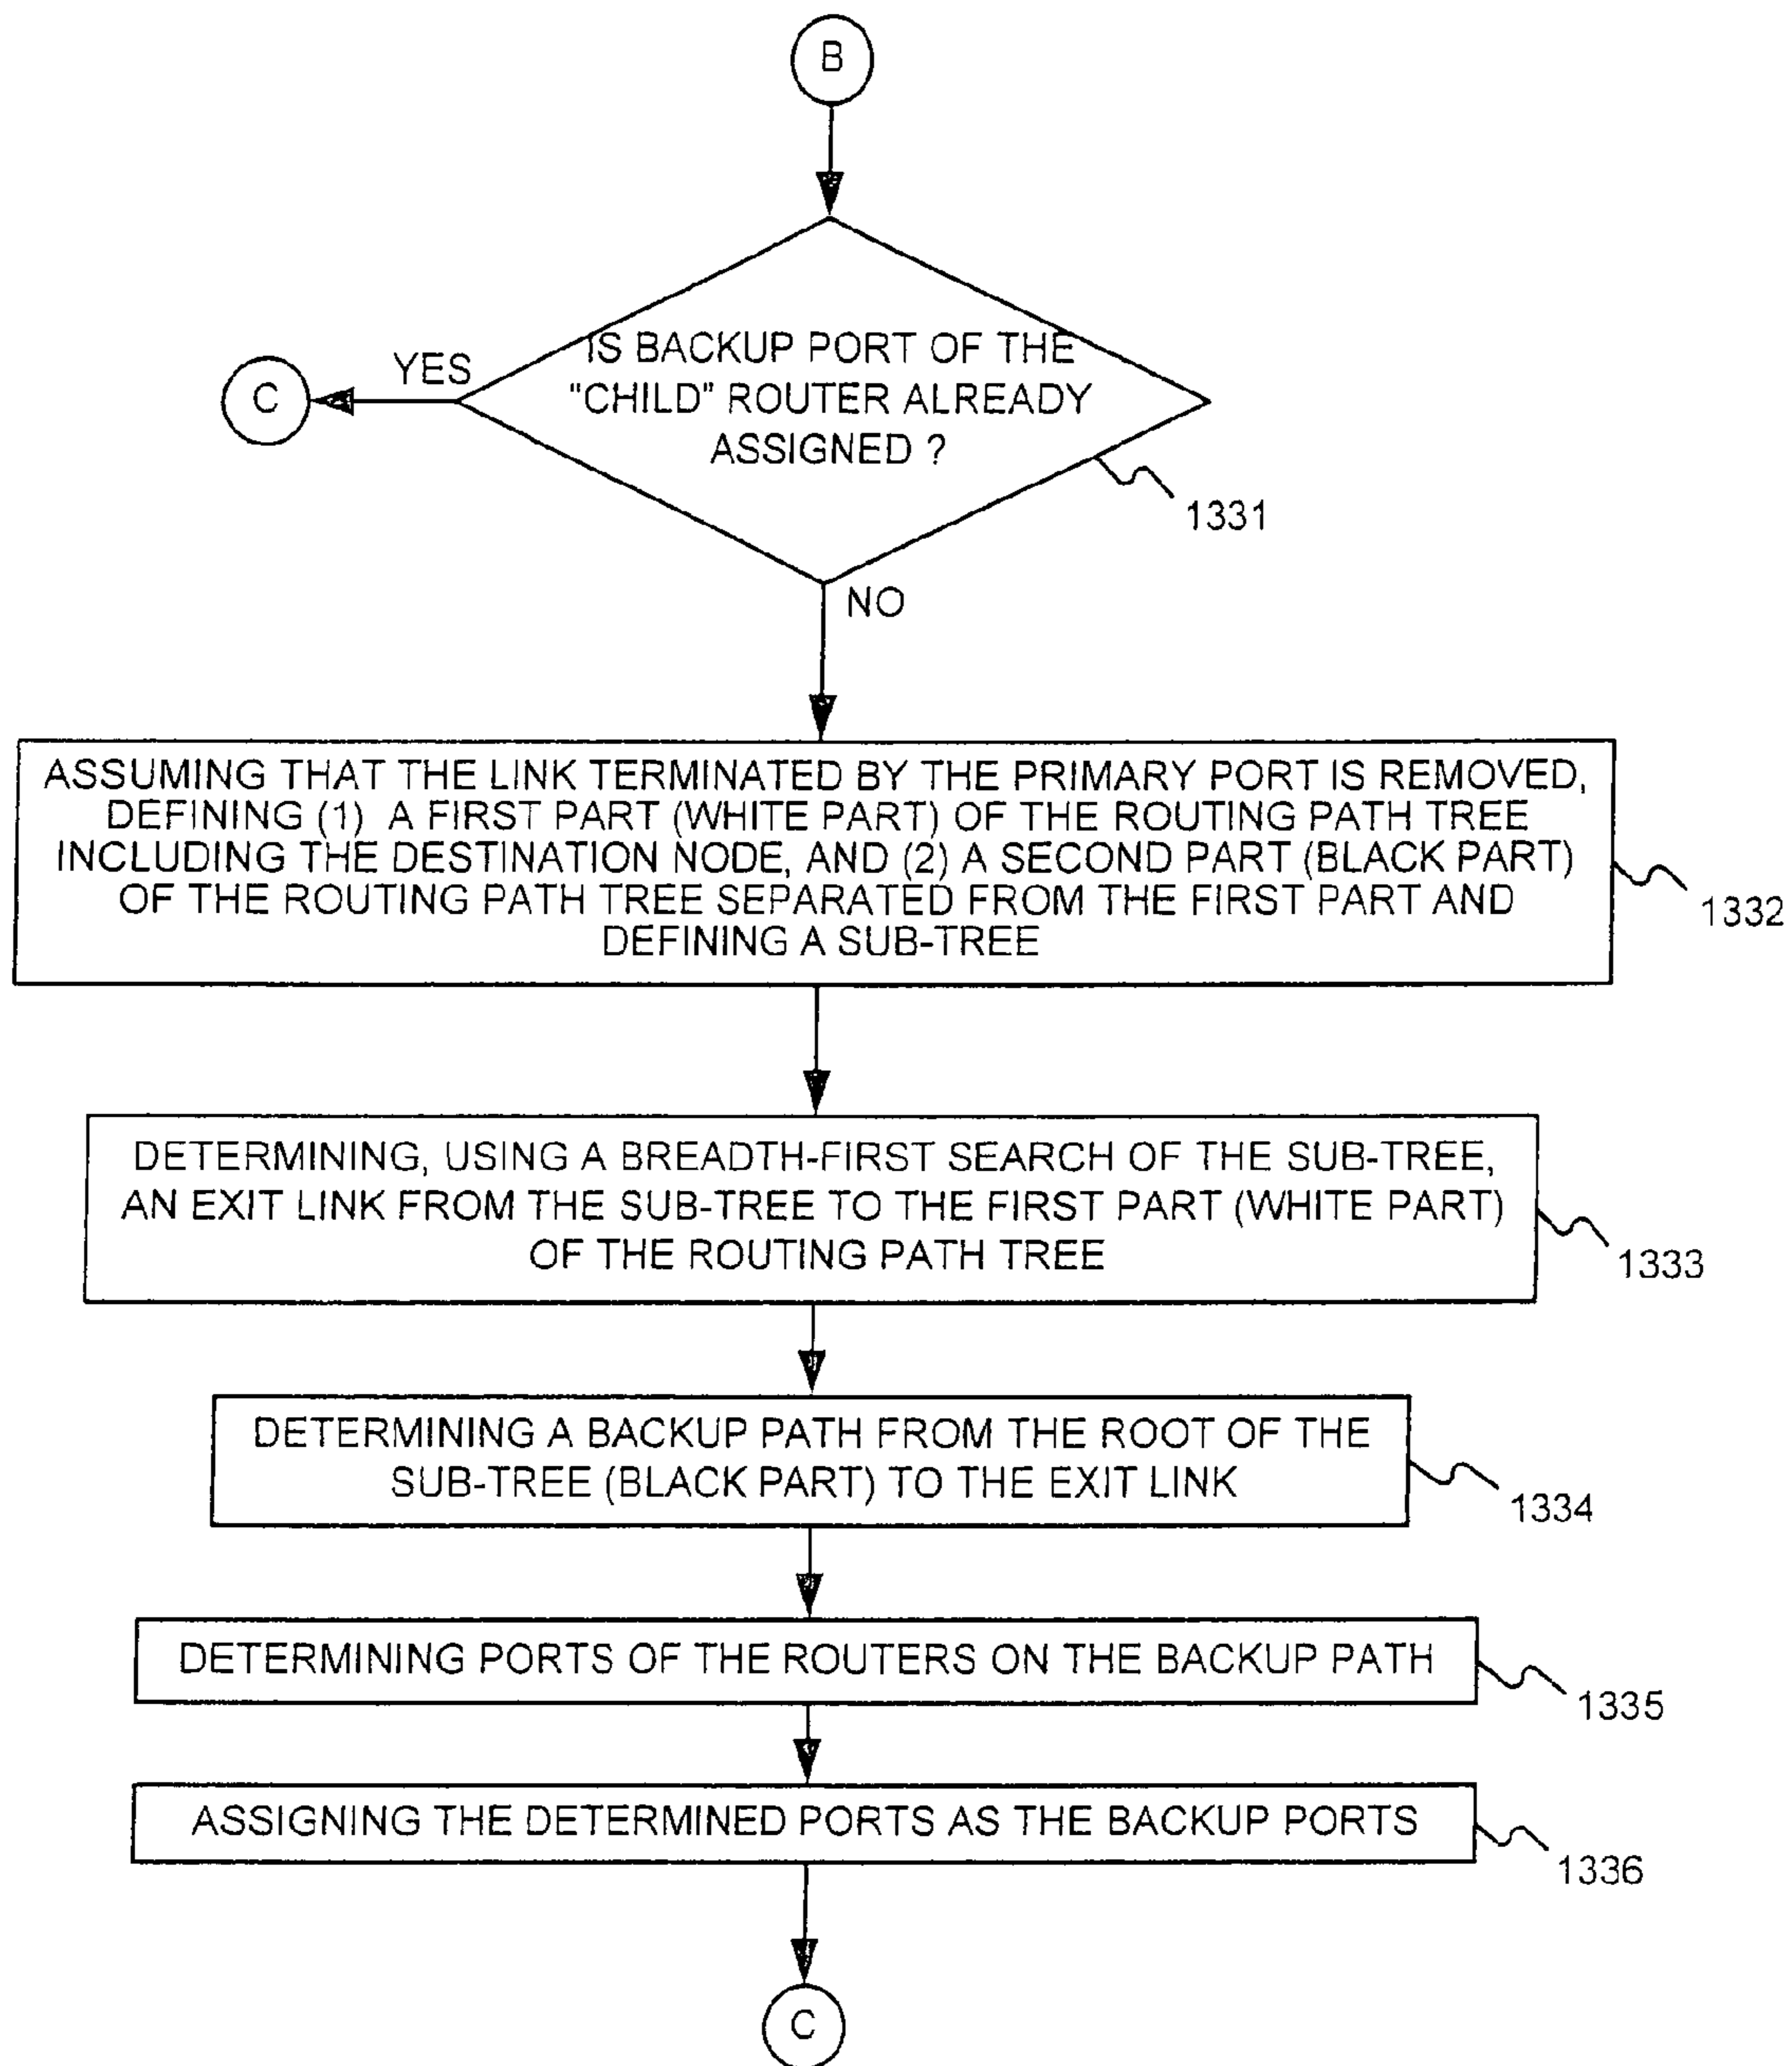 B
IS BACKUP PORT OF THE
"CHILD" ROUTER ALREADY
ASSIGNED ?
YES
C
1331
NO
ASSUMING THAT THE LINK TERMINATED BY THE PRIMARY PORT IS REMOVED,
DEFINING (1) A FIRST PART (WHITE PART) OF THE ROUTING PATH TREE
INCLUDING THE DESTINATION NODE, AND (2) A SECOND PART (BLACK PART)
OF THE ROUTING PATH TREE SEPARATED FROM THE FIRST PART AND
DEFINING A SUB-TREE
1332
DETERMINING, USING A BREADTH-FIRST SEARCH OF THE SUB-TREE,
AN EXIT LINK FROM THE SUB-TREE TO THE FIRST PART (WHITE PART)
OF THE ROUTING PATH TREE
1333
DETERMINING A BACKUP PATH FROM THE ROOT OF THE
SUB-TREE (BLACK PART) TO THE EXIT LINK
1334
DETERMINING PORTS OF THE ROUTERS ON THE BACKUP PATH
1335
ASSIGNING THE DETERMINED PORTS AS THE BACKUP PORTS
1336
C